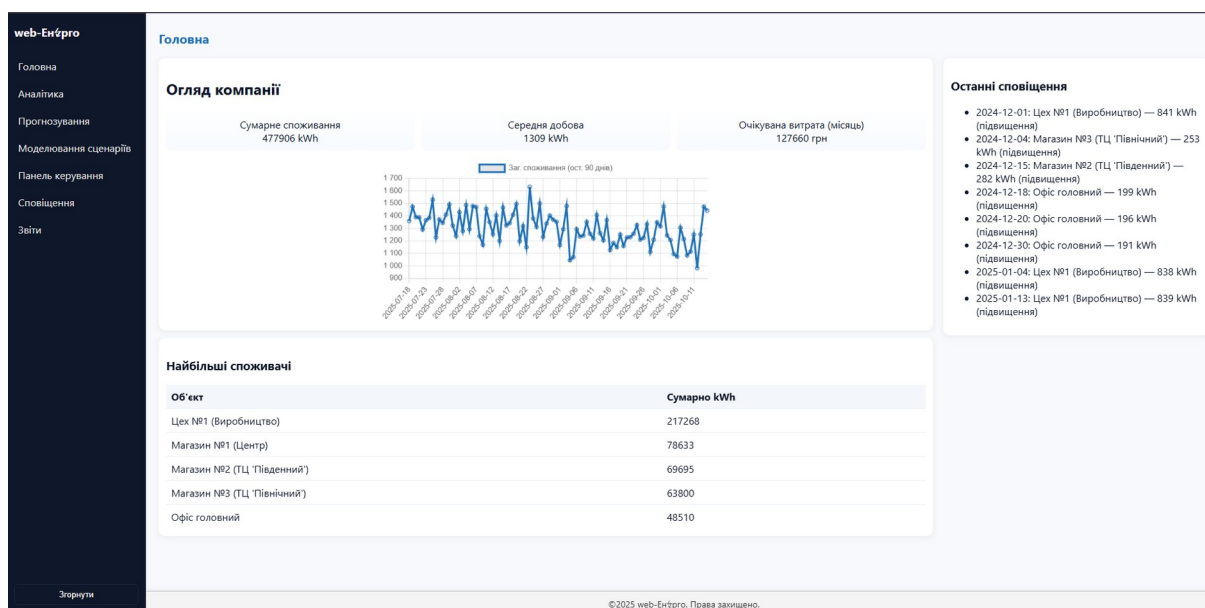 web-Ен⚡pro
Головна
Аналітика
Прогнозування
Моделювання сценаріїв
Панель керування
Сповіщення
Звіти
Згорнути
Головна
Огляд компанії
Сумарне споживання
477906 kWh
Середня добова
1309 kWh
Очікувана витрата (місяць)
127660 грн
Заг. споживання (ост. 90 днів)
1 700
1 600
1 500
1 400
1 300
1 200
1 100
1 000
900
2025-07-18
2025-07-23
2025-07-28
2025-08-02
2025-08-07
2025-08-12
2025-08-17
2025-08-22
2025-08-27
2025-09-01
2025-09-06
2025-09-11
2025-09-16
2025-09-21
2025-09-26
2025-10-01
2025-10-06
2025-10-11
Найбільші споживачі
Об'єкт Сумарно kWh
Цех №1 (Виробництво) 217268
Магазин №1 (Центр) 78633
Магазин №2 (ТЦ 'Південний') 69695
Магазин №3 (ТЦ 'Північний') 63800
Офіс головний 48510
Останні сповіщення
2024-12-01: Цех №1 (Виробництво) — 841 kWh
(підвищення)
2024-12-04: Магазин №3 (ТЦ 'Північний') — 253
kWh (підвищення)
2024-12-15: Магазин №2 (ТЦ 'Південний') —
282 kWh (підвищення)
2024-12-18: Офіс головний — 199 kWh
(підвищення)
2024-12-20: Офіс головний — 196 kWh
(підвищення)
2024-12-30: Офіс головний — 191 kWh
(підвищення)
2025-01-04: Цех №1 (Виробництво) — 838 kWh
(підвищення)
2025-01-13: Цех №1 (Виробництво) — 839 kWh
(підвищення)
©2025 web-Ен⚡pro. Права захищено.